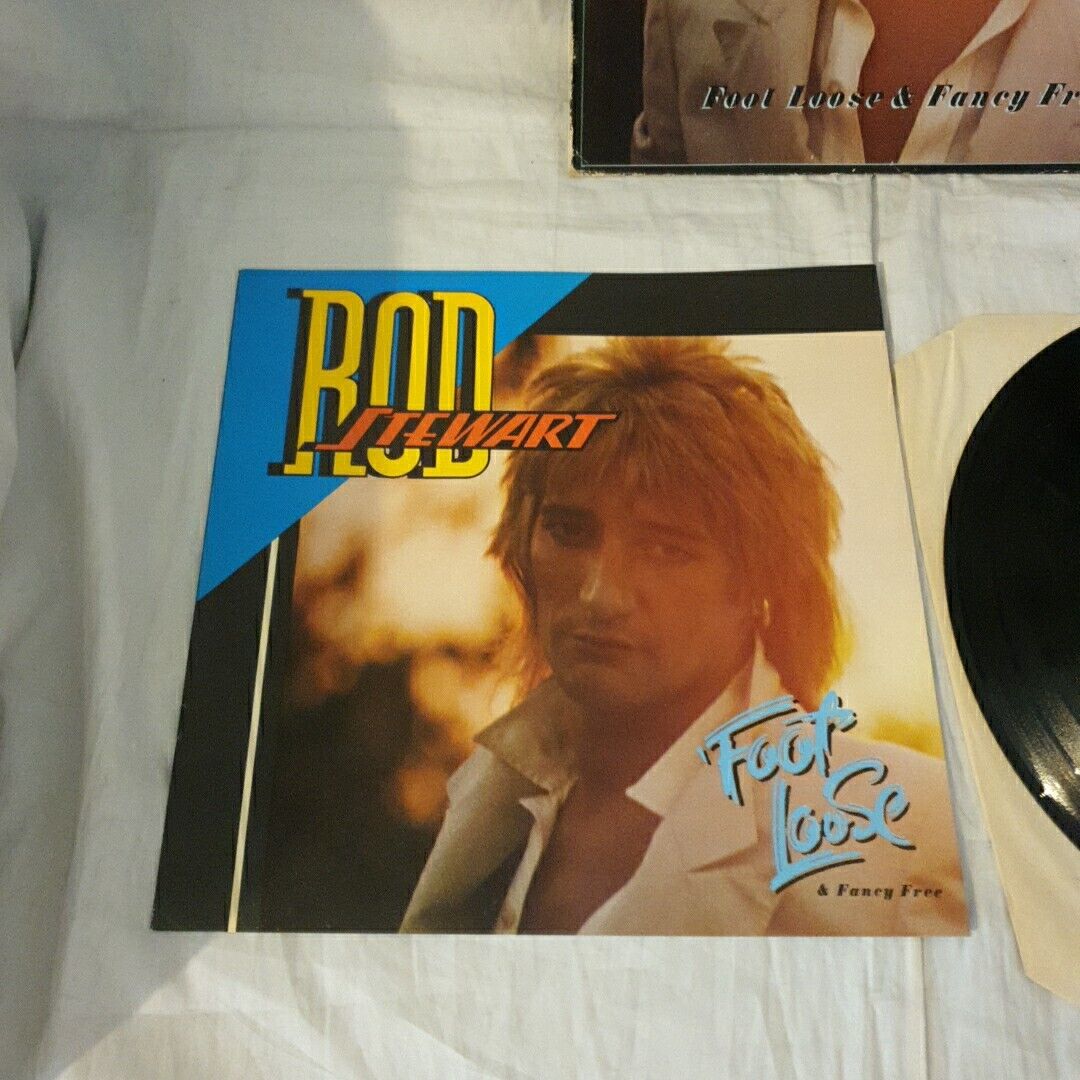 Foot Loose & Fancy Fr
ROD
STEWART
Foot
Loose
& Fancy Free